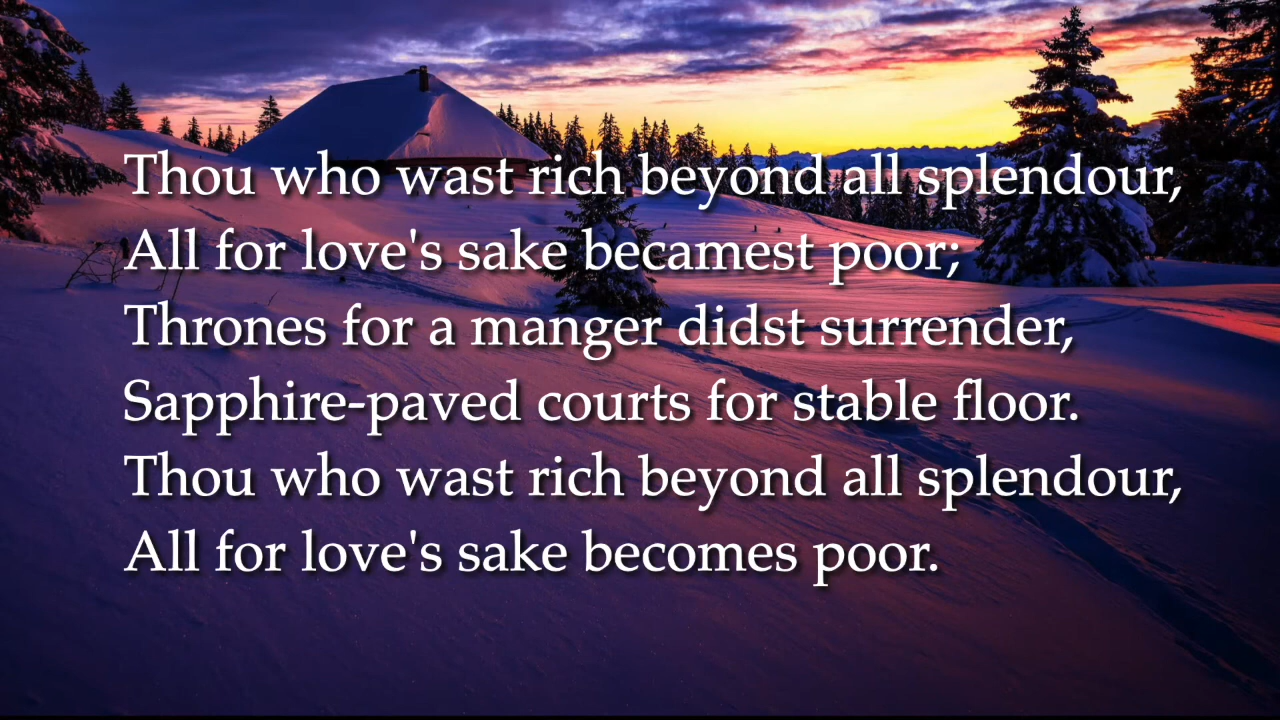 Thou who wast rich beyond all splendour,
All for love's sake becamest poor;
Thrones for a manger didst surrender,
Sapphire-paved courts for stable floor.
Thou who wast rich beyond all splendour,
All for love's sake becomes poor.